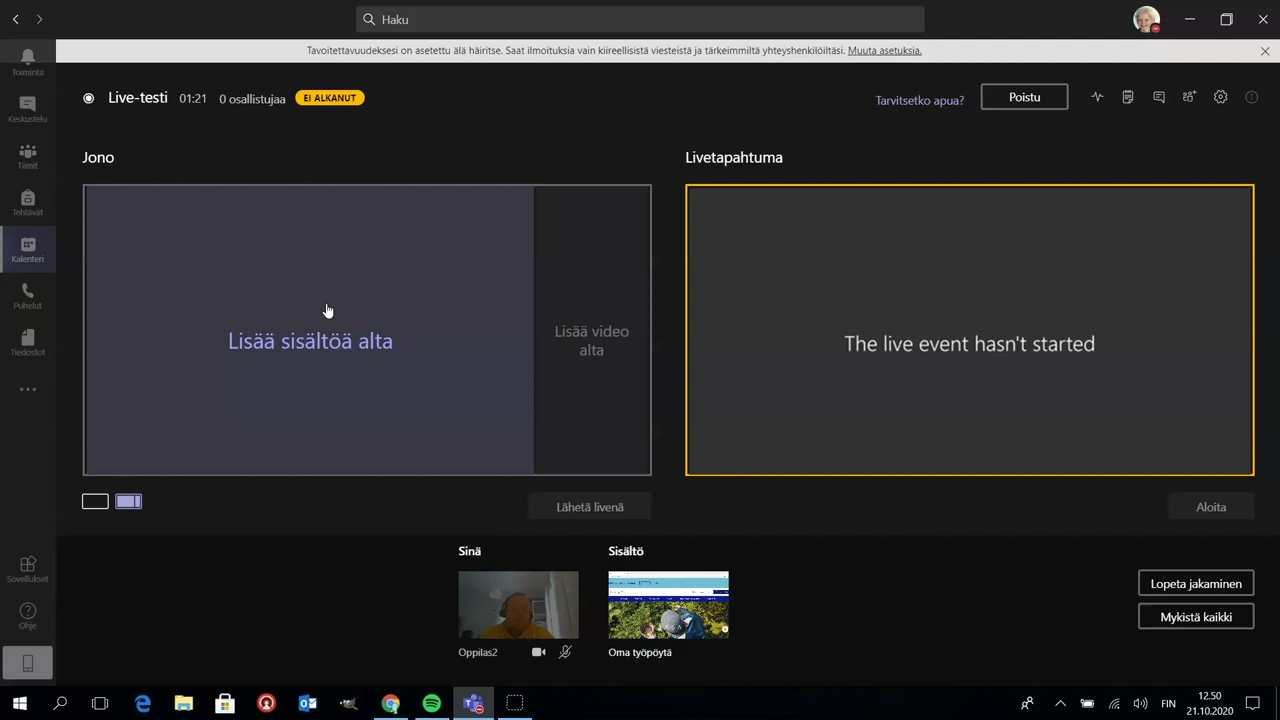 Haku
Tavoitettavuudeksesi on asetettu älä häiritse. Saat ilmoituksia vain kiireellisistä viesteistä ja tärkeimmiltä yhteyshenkilöiltäsi. Muuta asetuksia.
Toiminta
Keskustelu
Tiimit
Tehtävät
Kalenteri
Puhelut
Tiedostot
Sovellukset
Ohje
Live-testi 01:21 0 osallistujaa EI ALKANUT
Tarvitsetko apua? Poistu
Jono
Livetapahtuma
Lisää sisältöä alta
Lisää video
alta
The live event hasn't started
Lähetä livenä
Aloita
Sinä
Sisältö
Oppilas2
Oma työpöytä
Lopeta jakaminen
Mykistä kaikki
FIN
12.50
21.10.2020